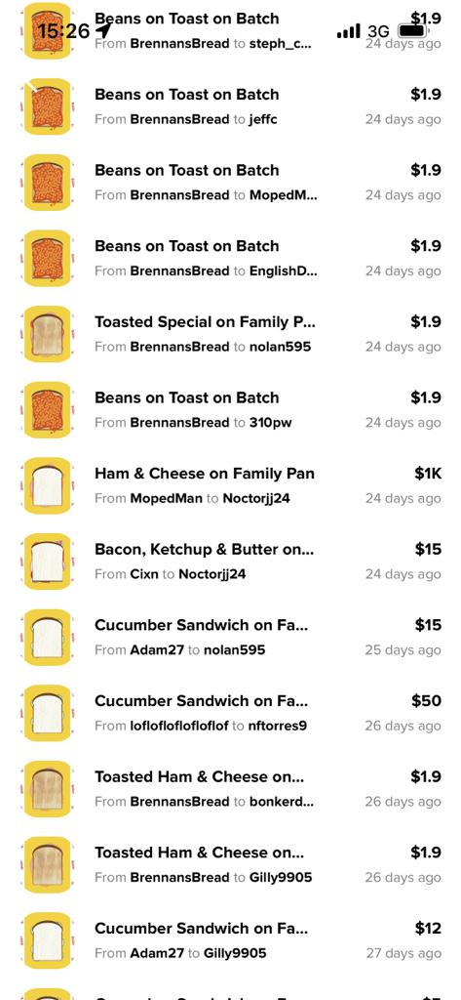 Beans on Toast on Batch $1.9
15:26 3G
From BrennansBread to steph_c... 24 days ago
Beans on Toast on Batch $1.9
From BrennansBread to jeffc 24 days ago
Beans on Toast on Batch $1.9
From BrennansBread to MopedM... 24 days ago
Beans on Toast on Batch $1.9
From BrennansBread to EnglishD... 24 days ago
Toasted Special on Family P... $1.9
From BrennansBread to nolan595 24 days ago
Beans on Toast on Batch $1.9
From BrennansBread to 310pw 24 days ago
Ham & Cheese on Family Pan $1K
From MopedMan to Noctorjj24 24 days ago
Bacon, Ketchup & Butter on... $15
From Cixn to Noctorjj24 24 days ago
Cucumber Sandwich on Fa... $15
From Adam27 to nolan595 25 days ago
Cucumber Sandwich on Fa... $50
From loflofloflofloflof to nftorres9 26 days ago
Toasted Ham & Cheese on... $1.9
From BrennansBread to bonkerd... 26 days ago
Toasted Ham & Cheese on... $1.9
From BrennansBread to Gilly9905 26 days ago
Cucumber Sandwich on Fa... $12
From Adam27 to Gilly9905 27 days ago